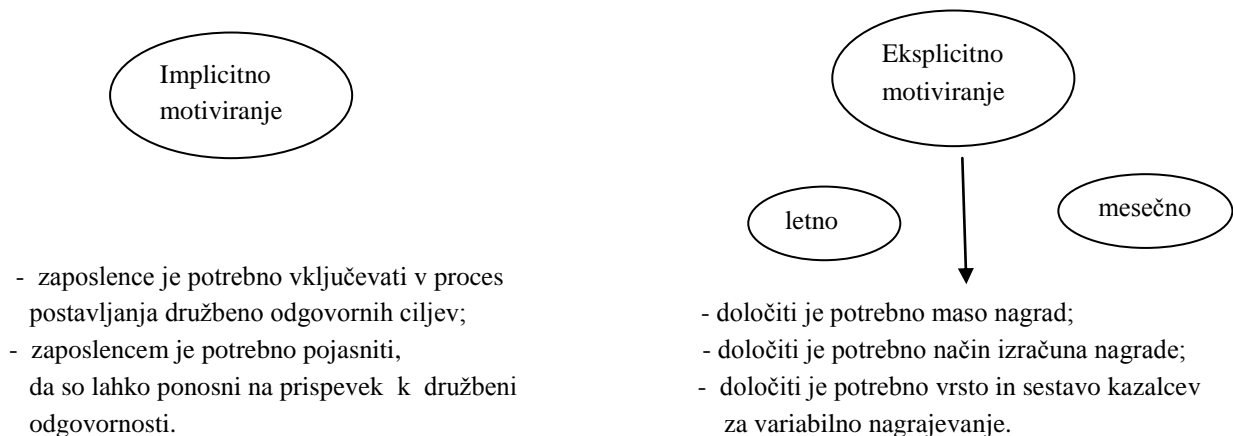 Implicitno
motiviranje
- zaposlence je potrebno vključevati v proces
postavljanja družbeno odgovornih ciljev;
- zaposlencem je potrebno pojasniti,
da so lahko ponosni na prispevek k družbeni
odgovornosti.
Eksplicitno
motiviranje
letno
mesečno
- določiti je potrebno maso nagrad;
- določiti je potrebno način izračuna nagrade;
- določiti je potrebno vrsto in sestavo kazalcev
za variabilno nagrajevanje.